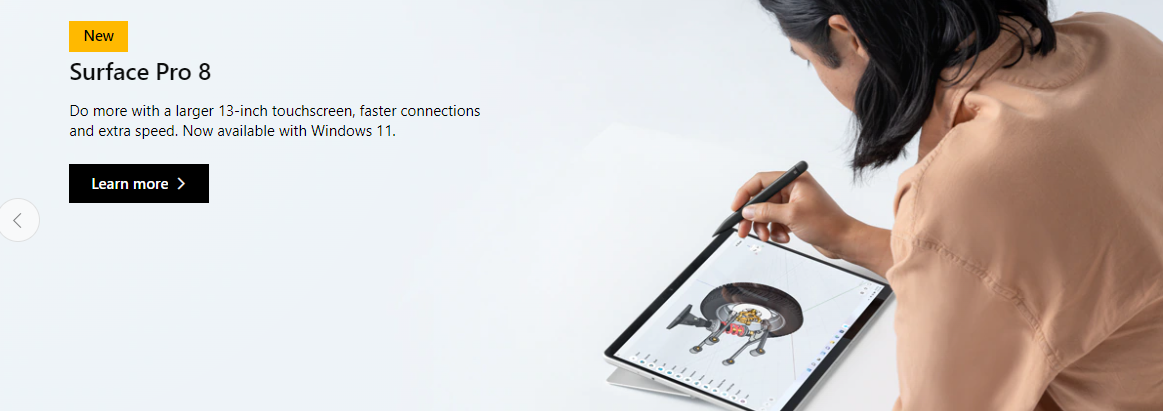 New
Surface Pro 8
Do more with a larger 13-inch touchscreen, faster connections
and extra speed. Now available with Windows 11.
Learn more